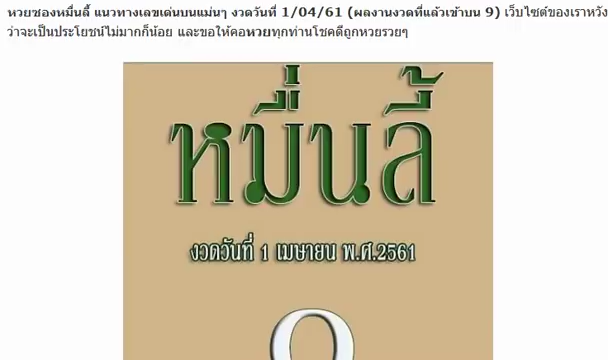 หวยซองหมื่นลี้ แนวทางเลขเด่นบนแม่นๆ งวดวันที่ 1/04/61 (ผลงานงวดที่แล้วเข้าบน 9) เว็บไซต์ของเราหวัง
ว่าจะเป็นประโยชน์ไม่มากก็น้อย และขอให้คอหวยทุกท่านโชคดีถูกหวยรวยๆ
หมื่นลี้
งวดวันที่ 1 เมษายน พ.ศ.2561